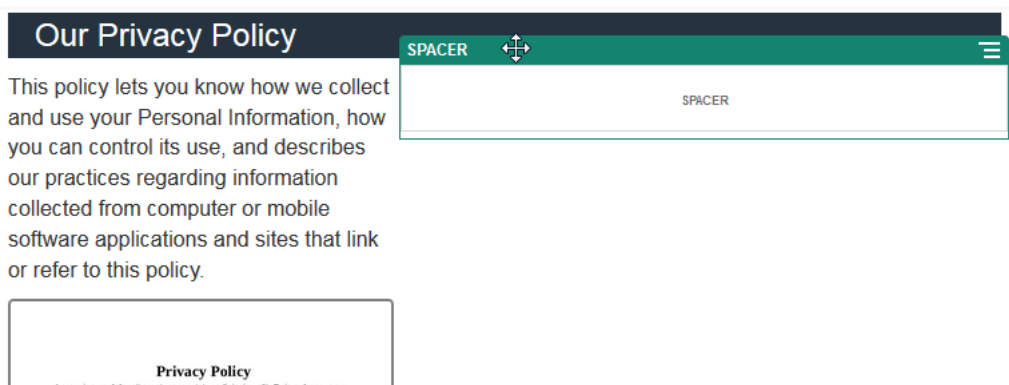 Our Privacy Policy
SPACER
SPACER
This policy lets you know how we collect
and use your Personal Information, how
you can control its use, and describes
our practices regarding information
collected from computer or mobile
software applications and sites that link
or refer to this policy.
Privacy Policy